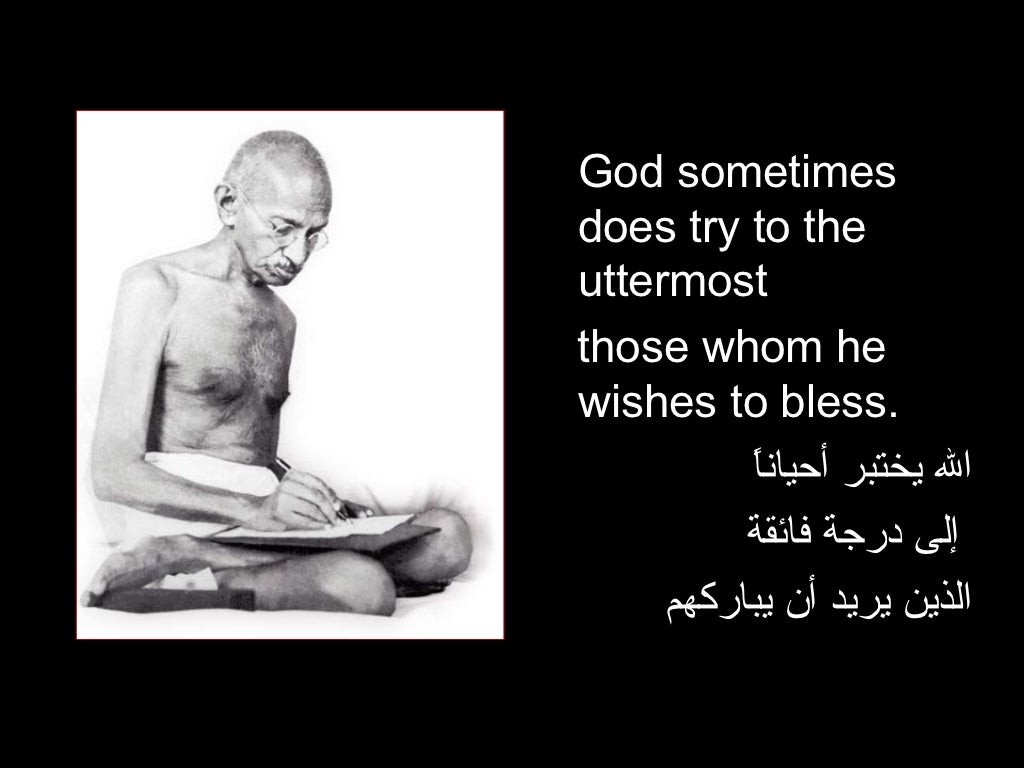 God sometimes
does try to the
uttermost
those whom he
wishes to bless.
الله يختبر أحياناً
إلى درجة فائقة
الذين يريد أن يباركهم